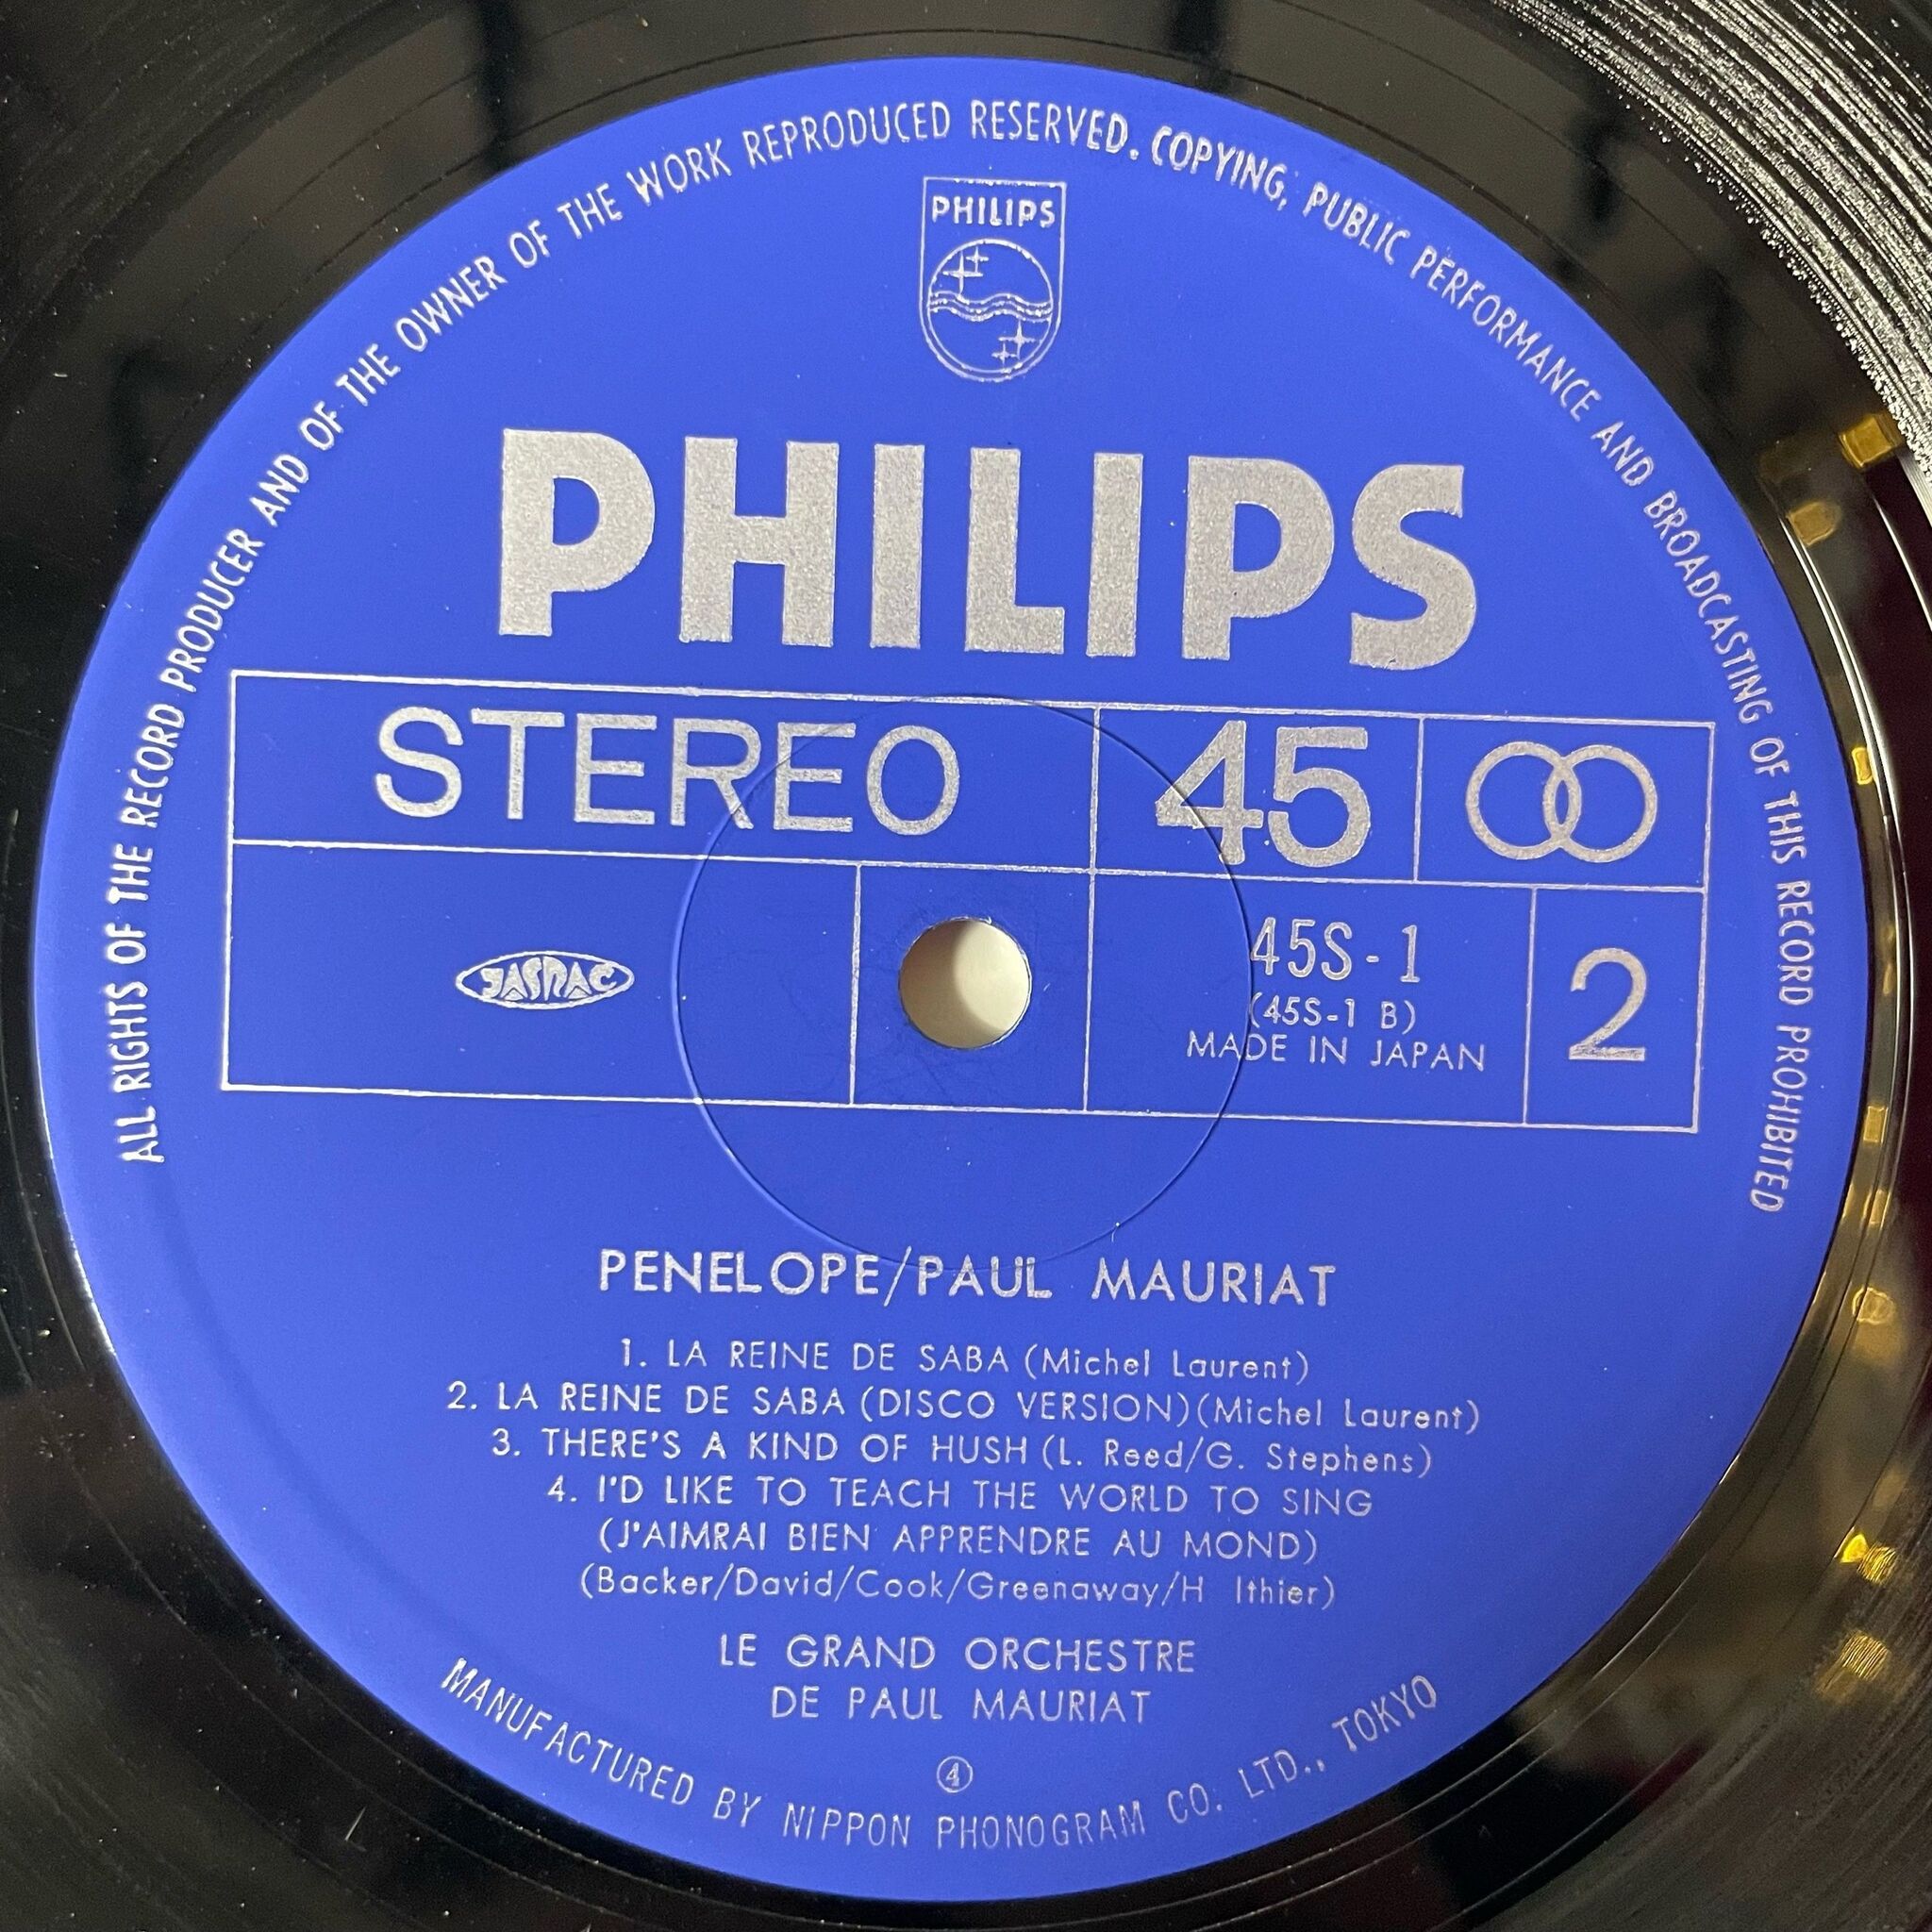 ALL RIGHTS OF THE RECORD PRODUCER AND OF THE OWNER OF THE WORK REPRODUCED RESERVED. COPYING, PUBLIC PERFORMANCE AND BROADCASTING OF THIS RECORD PROHIBITED
PHILIPS
PHILIPS
STEREO 45
JASRAC
45S-1
(45S-1 B)
MADE IN JAPAN
2
PENELOPE/PAUL MAURIAT
1. LA REINE DE SABA (Michel Laurent)
2. LA REINE DE SABA (DISCO VERSION)(Michel Laurent)
3. THERE'S A KIND OF HUSH (L. Reed/G. Stephens)
4. I'D LIKE TO TEACH THE WORLD TO SING
(J'AIMRAI BIEN APPRENDRE AU MOND)
(Backer/David/Cook/Greenaway/H Ithier)
LE GRAND ORCHESTRE
DE PAUL MAURIAT
④
MANUFACTURED BY NIPPON PHONOGRAM CO. LTD., TOKYO